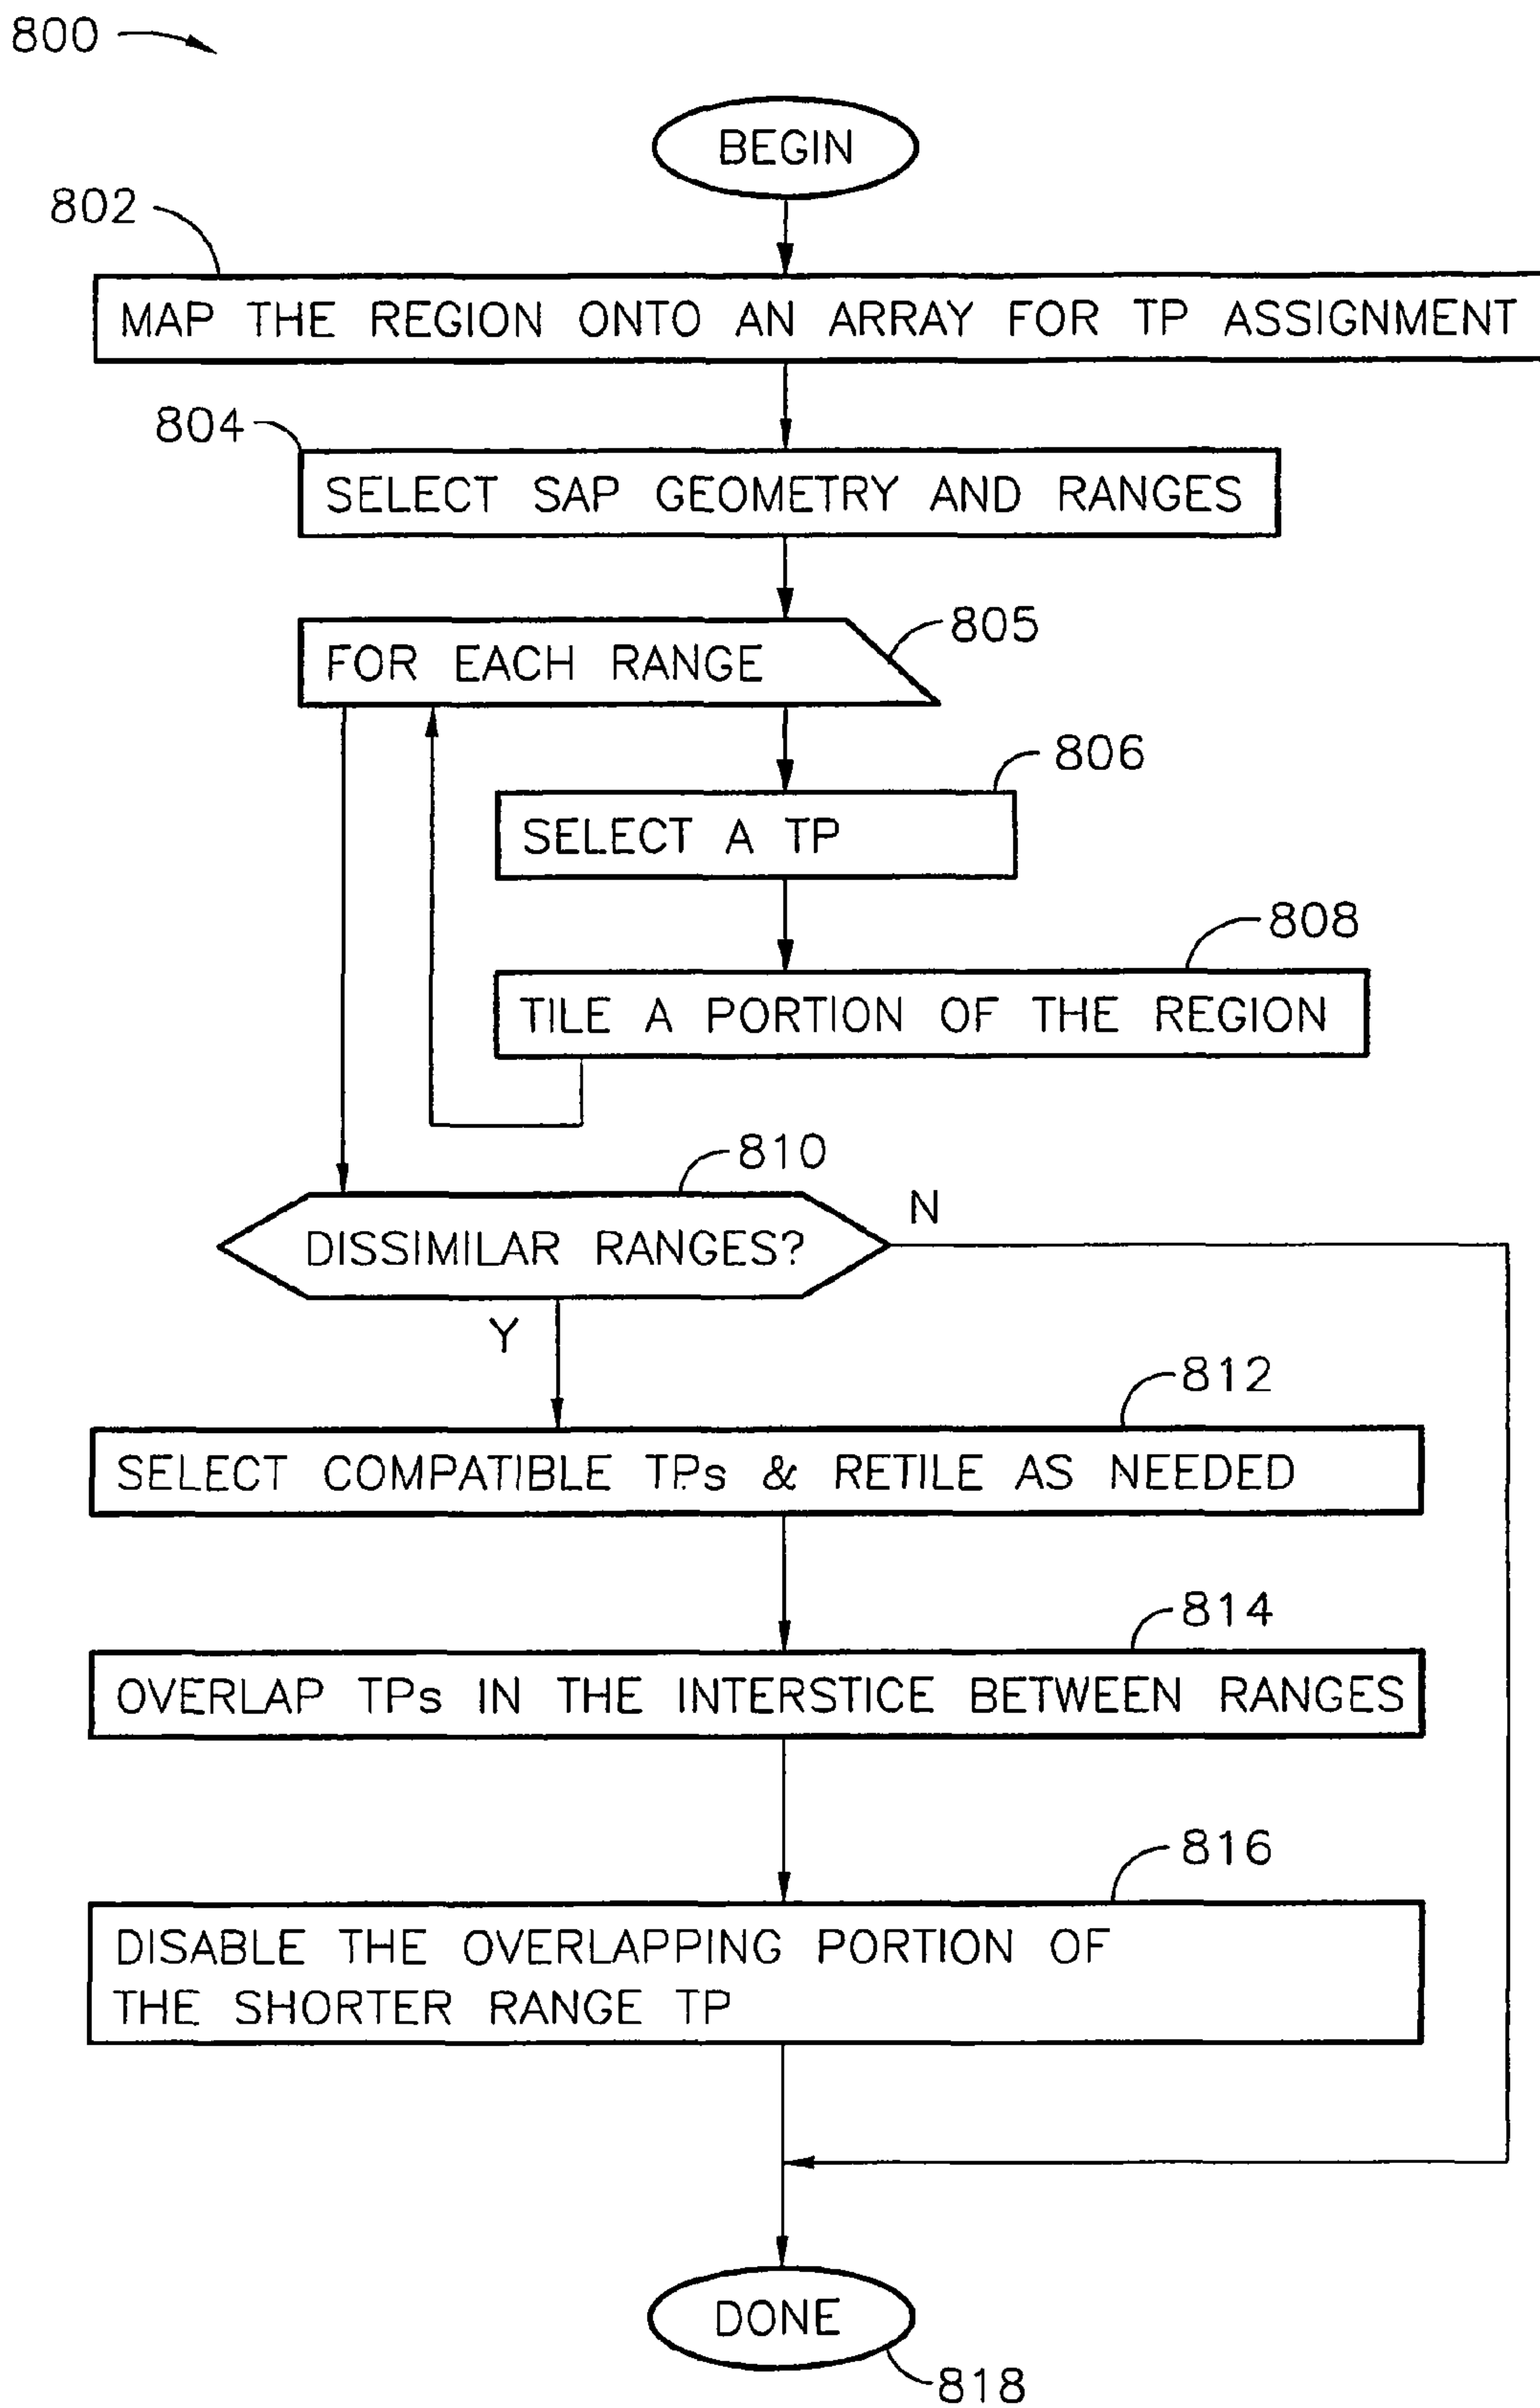 800
BEGIN
802
MAP THE REGION ONTO AN ARRAY FOR TP ASSIGNMENT
804
SELECT SAP GEOMETRY AND RANGES
FOR EACH RANGE
805
806
SELECT A TP
808
TILE A PORTION OF THE REGION
810
DISSIMILAR RANGES?
N
Y
812
SELECT COMPATIBLE TPs & RETILE AS NEEDED
814
OVERLAP TPs IN THE INTERSTICE BETWEEN RANGES
816
DISABLE THE OVERLAPPING PORTION OF
THE SHORTER RANGE TP
DONE
818